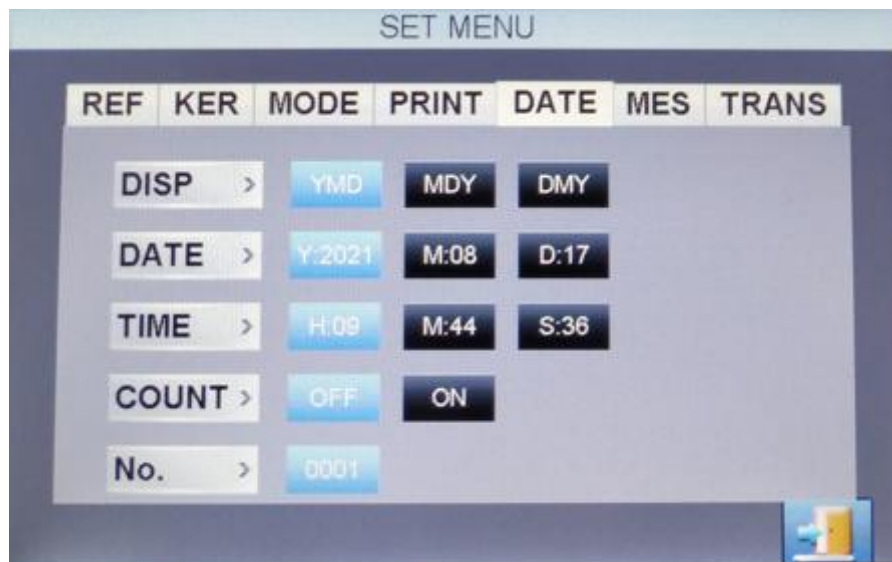 SET MENU
REF KER MODE PRINT DATE MES TRANS
DISP > YMD MDY DMY
DATE > Y:2021 M:08 D:17
TIME > H:09 M:44 S:36
COUNT > OFF ON
No. > 0001